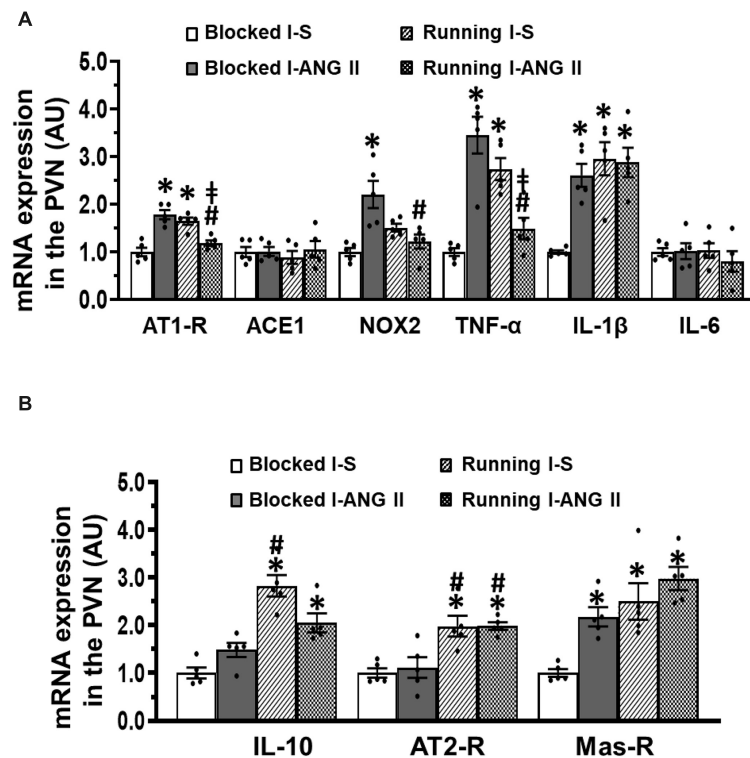 A
Blocked I-S
Running I-S
Blocked I-ANG II
Running I-ANG II
mRNA expression
in the PVN (AU)
5.0
4.0
3.0
2.0
1.0
0.0
* * ‡ #
* #
* * ‡ #
* * *
AT1-R ACE1 NOX2 TNF-α IL-1β IL-6
B
Blocked I-S
Running I-S
Blocked I-ANG II
Running I-ANG II
mRNA expression
in the PVN (AU)
5.0
4.0
3.0
2.0
1.0
0.0
# * *
# * # *
* * *
IL-10 AT2-R Mas-R